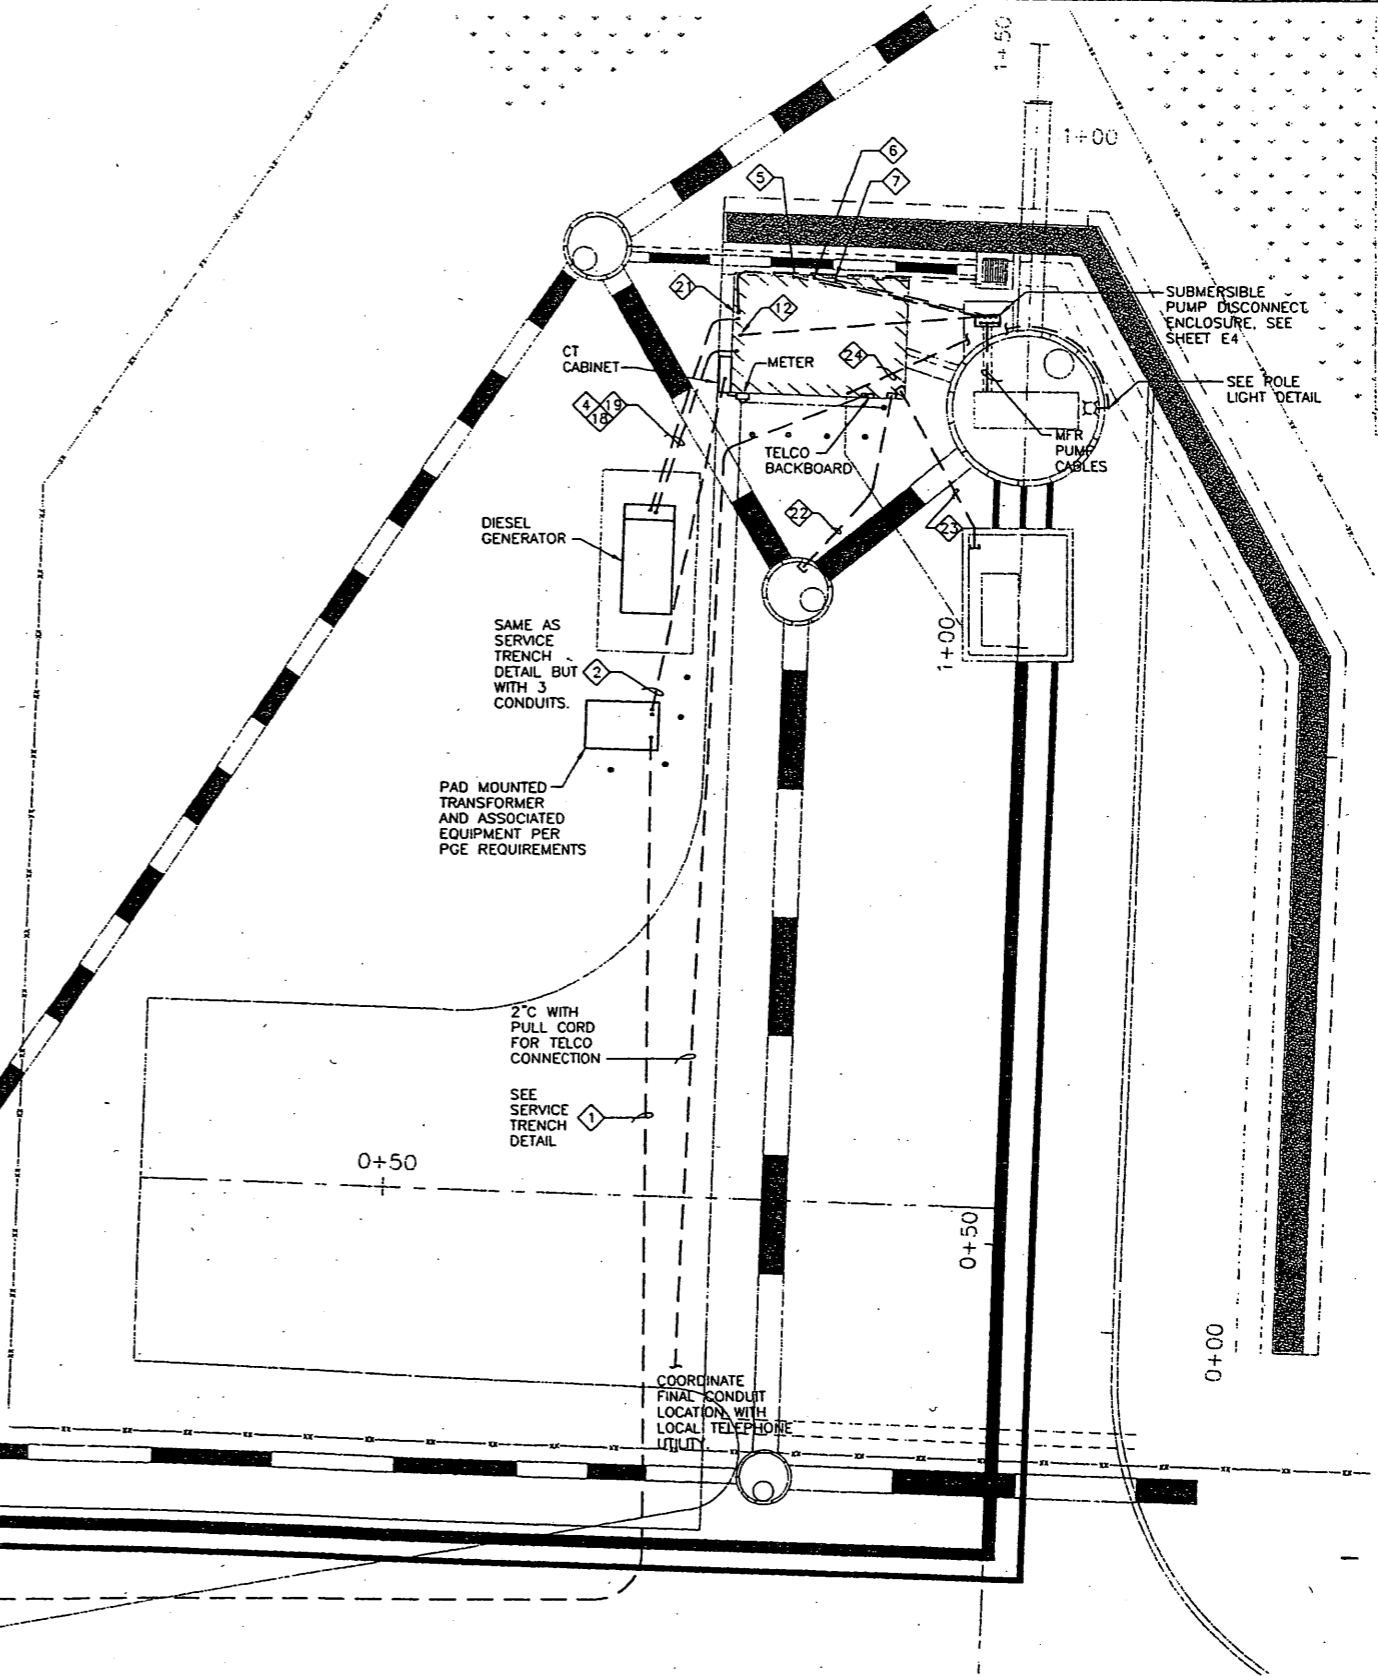 1+50
1+00
6
5
7
21
12
SUBMERSIBLE
PUMP DISCONNECT
ENCLOSURE, SEE
SHEET E4
CT
CABINET
METER
24
SEE POLE
LIGHT DETAIL
4
19
18
TELCO
BACKBOARD
MFR
PUMP
CABLES
22
23
DIESEL
GENERATOR
SAME AS
SERVICE
TRENCH
DETAIL BUT
WITH 3
CONDUITS.
2
1+00
PAD MOUNTED
TRANSFORMER
AND ASSOCIATED
EQUIPMENT PER
PGE REQUIREMENTS
2"C WITH
PULL CORD
FOR TELCO
CONNECTION
SEE
SERVICE
TRENCH
DETAIL
1
0+50
0+50
0+00
COORDINATE
FINAL CONDUIT
LOCATION WITH
LOCAL TELEPHONE
UTILITY